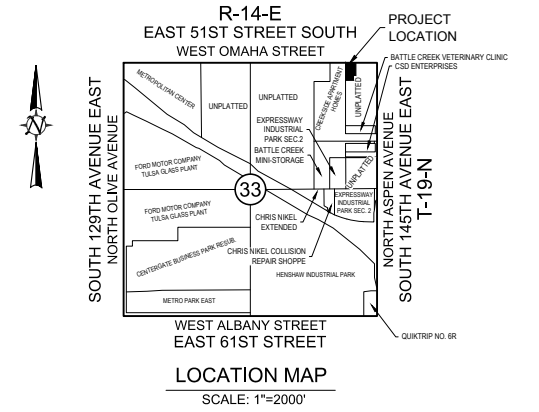 R-14-E
EAST 51ST STREET SOUTH
WEST OMAHA STREET
PROJECT
LOCATION
BATTLE CREEK VETERINARY CLINIC
CSD ENTERPRISES
METROPOLITAN CENTER
UNPLATTED
UNPLATTED
CREEKSIDE APARTMENT
HOMES
UNPLATTED
EXPRESSWAY
INDUSTRIAL
PARK SEC.2
BATTLE CREEK
MINI-STORAGE
UNPLATTED
N
SOUTH 129TH AVENUE EAST
NORTH OLIVE AVENUE
FORD MOTOR COMPANY
TULSA GLASS PLANT
33
EXPRESSWAY
INDUSTRIAL
PARK SEC. 2
FORD MOTOR COMPANY
TULSA GLASS PLANT
CHRIS NIKEL
EXTENDED
NORTH ASPEN AVENUE
SOUTH 145TH AVENUE EAST
T-19-N
CENTERGATE BUSINESS PARK RESUB.
CHRIS NIKEL COLLISION
REPAIR SHOPPE
HENSHAW INDUSTRIAL PARK
METRO PARK EAST
QUIKTRIP NO. 6R
WEST ALBANY STREET
EAST 61ST STREET
LOCATION MAP
SCALE: 1"=2000'